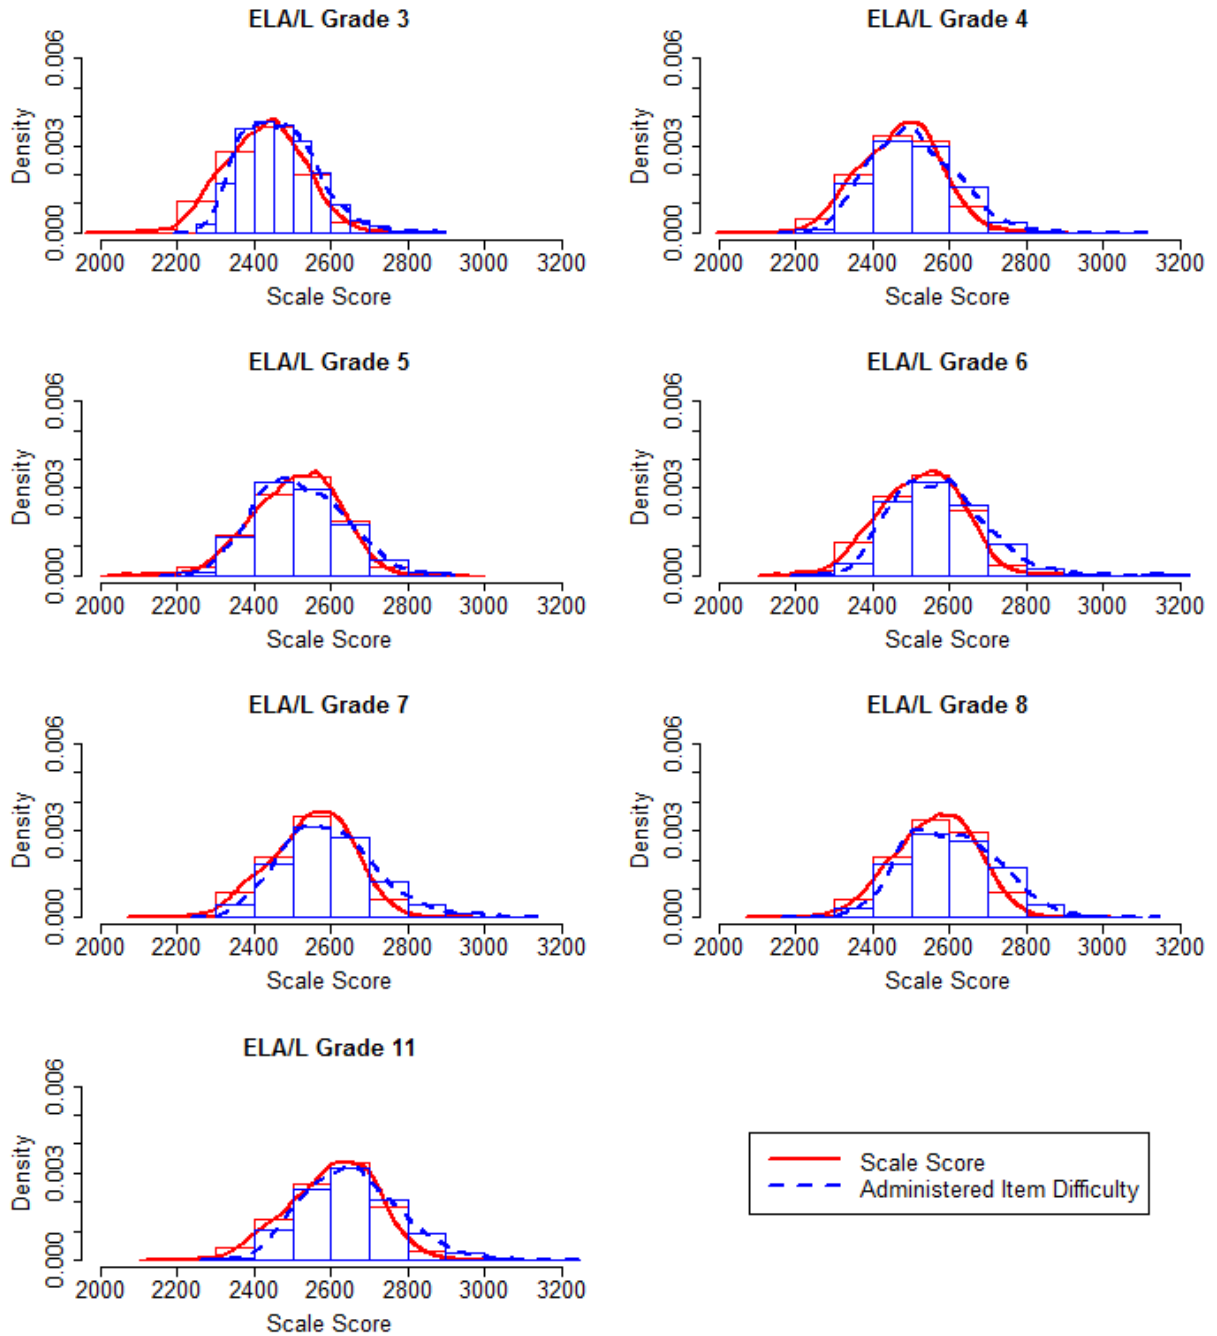 ELA/L Grade 3
Density
0.000 0.003 0.006
2000 2200 2400 2600 2800 3000 3200
Scale Score
ELA/L Grade 4
Density
0.000 0.003 0.006
2000 2200 2400 2600 2800 3000 3200
Scale Score
ELA/L Grade 5
Density
0.000 0.003 0.006
2000 2200 2400 2600 2800 3000 3200
Scale Score
ELA/L Grade 6
Density
0.000 0.003 0.006
2000 2200 2400 2600 2800 3000 3200
Scale Score
ELA/L Grade 7
Density
0.000 0.003 0.006
2000 2200 2400 2600 2800 3000 3200
Scale Score
ELA/L Grade 8
Density
0.000 0.003 0.006
2000 2200 2400 2600 2800 3000 3200
Scale Score
ELA/L Grade 11
Density
0.000 0.003 0.006
2000 2200 2400 2600 2800 3000 3200
Scale Score
Scale Score
Administered Item Difficulty